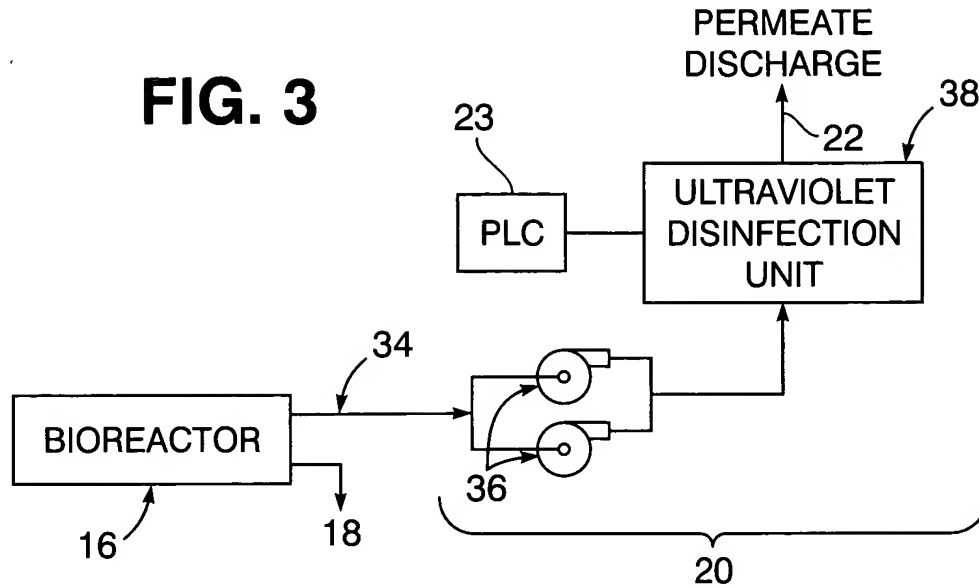 FIG. 3
PERMEATE
DISCHARGE
22
38
23
PLC
ULTRAVIOLET
DISINFECTION
UNIT
34
BIOREACTOR
16
18
36
20